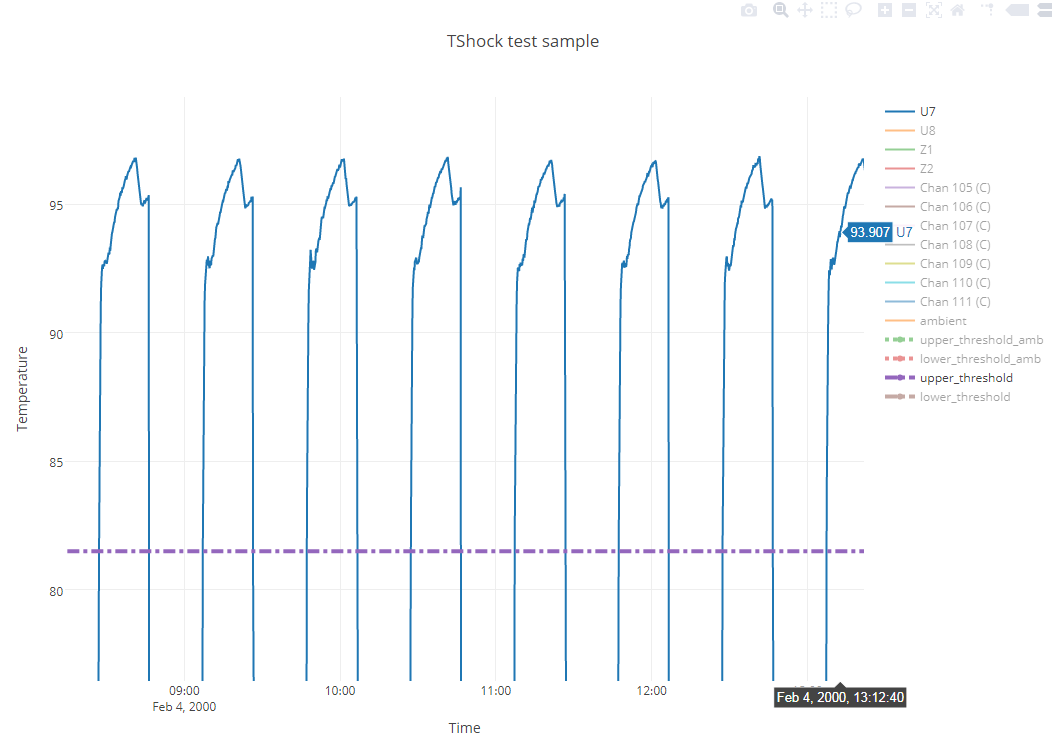 TShock test sample
U7
U8
Z1
Z2
Chan 105 (C)
Chan 106 (C)
Chan 107 (C)
Chan 108 (C)
Chan 109 (C)
Chan 110 (C)
Chan 111 (C)
ambient
upper_threshold_amb
lower_threshold_amb
upper_threshold
lower_threshold
93.907 U7
95
90
85
80
Temperature
09:00
Feb 4, 2000
10:00
11:00
12:00
Feb 4, 2000, 13:12:40
Time